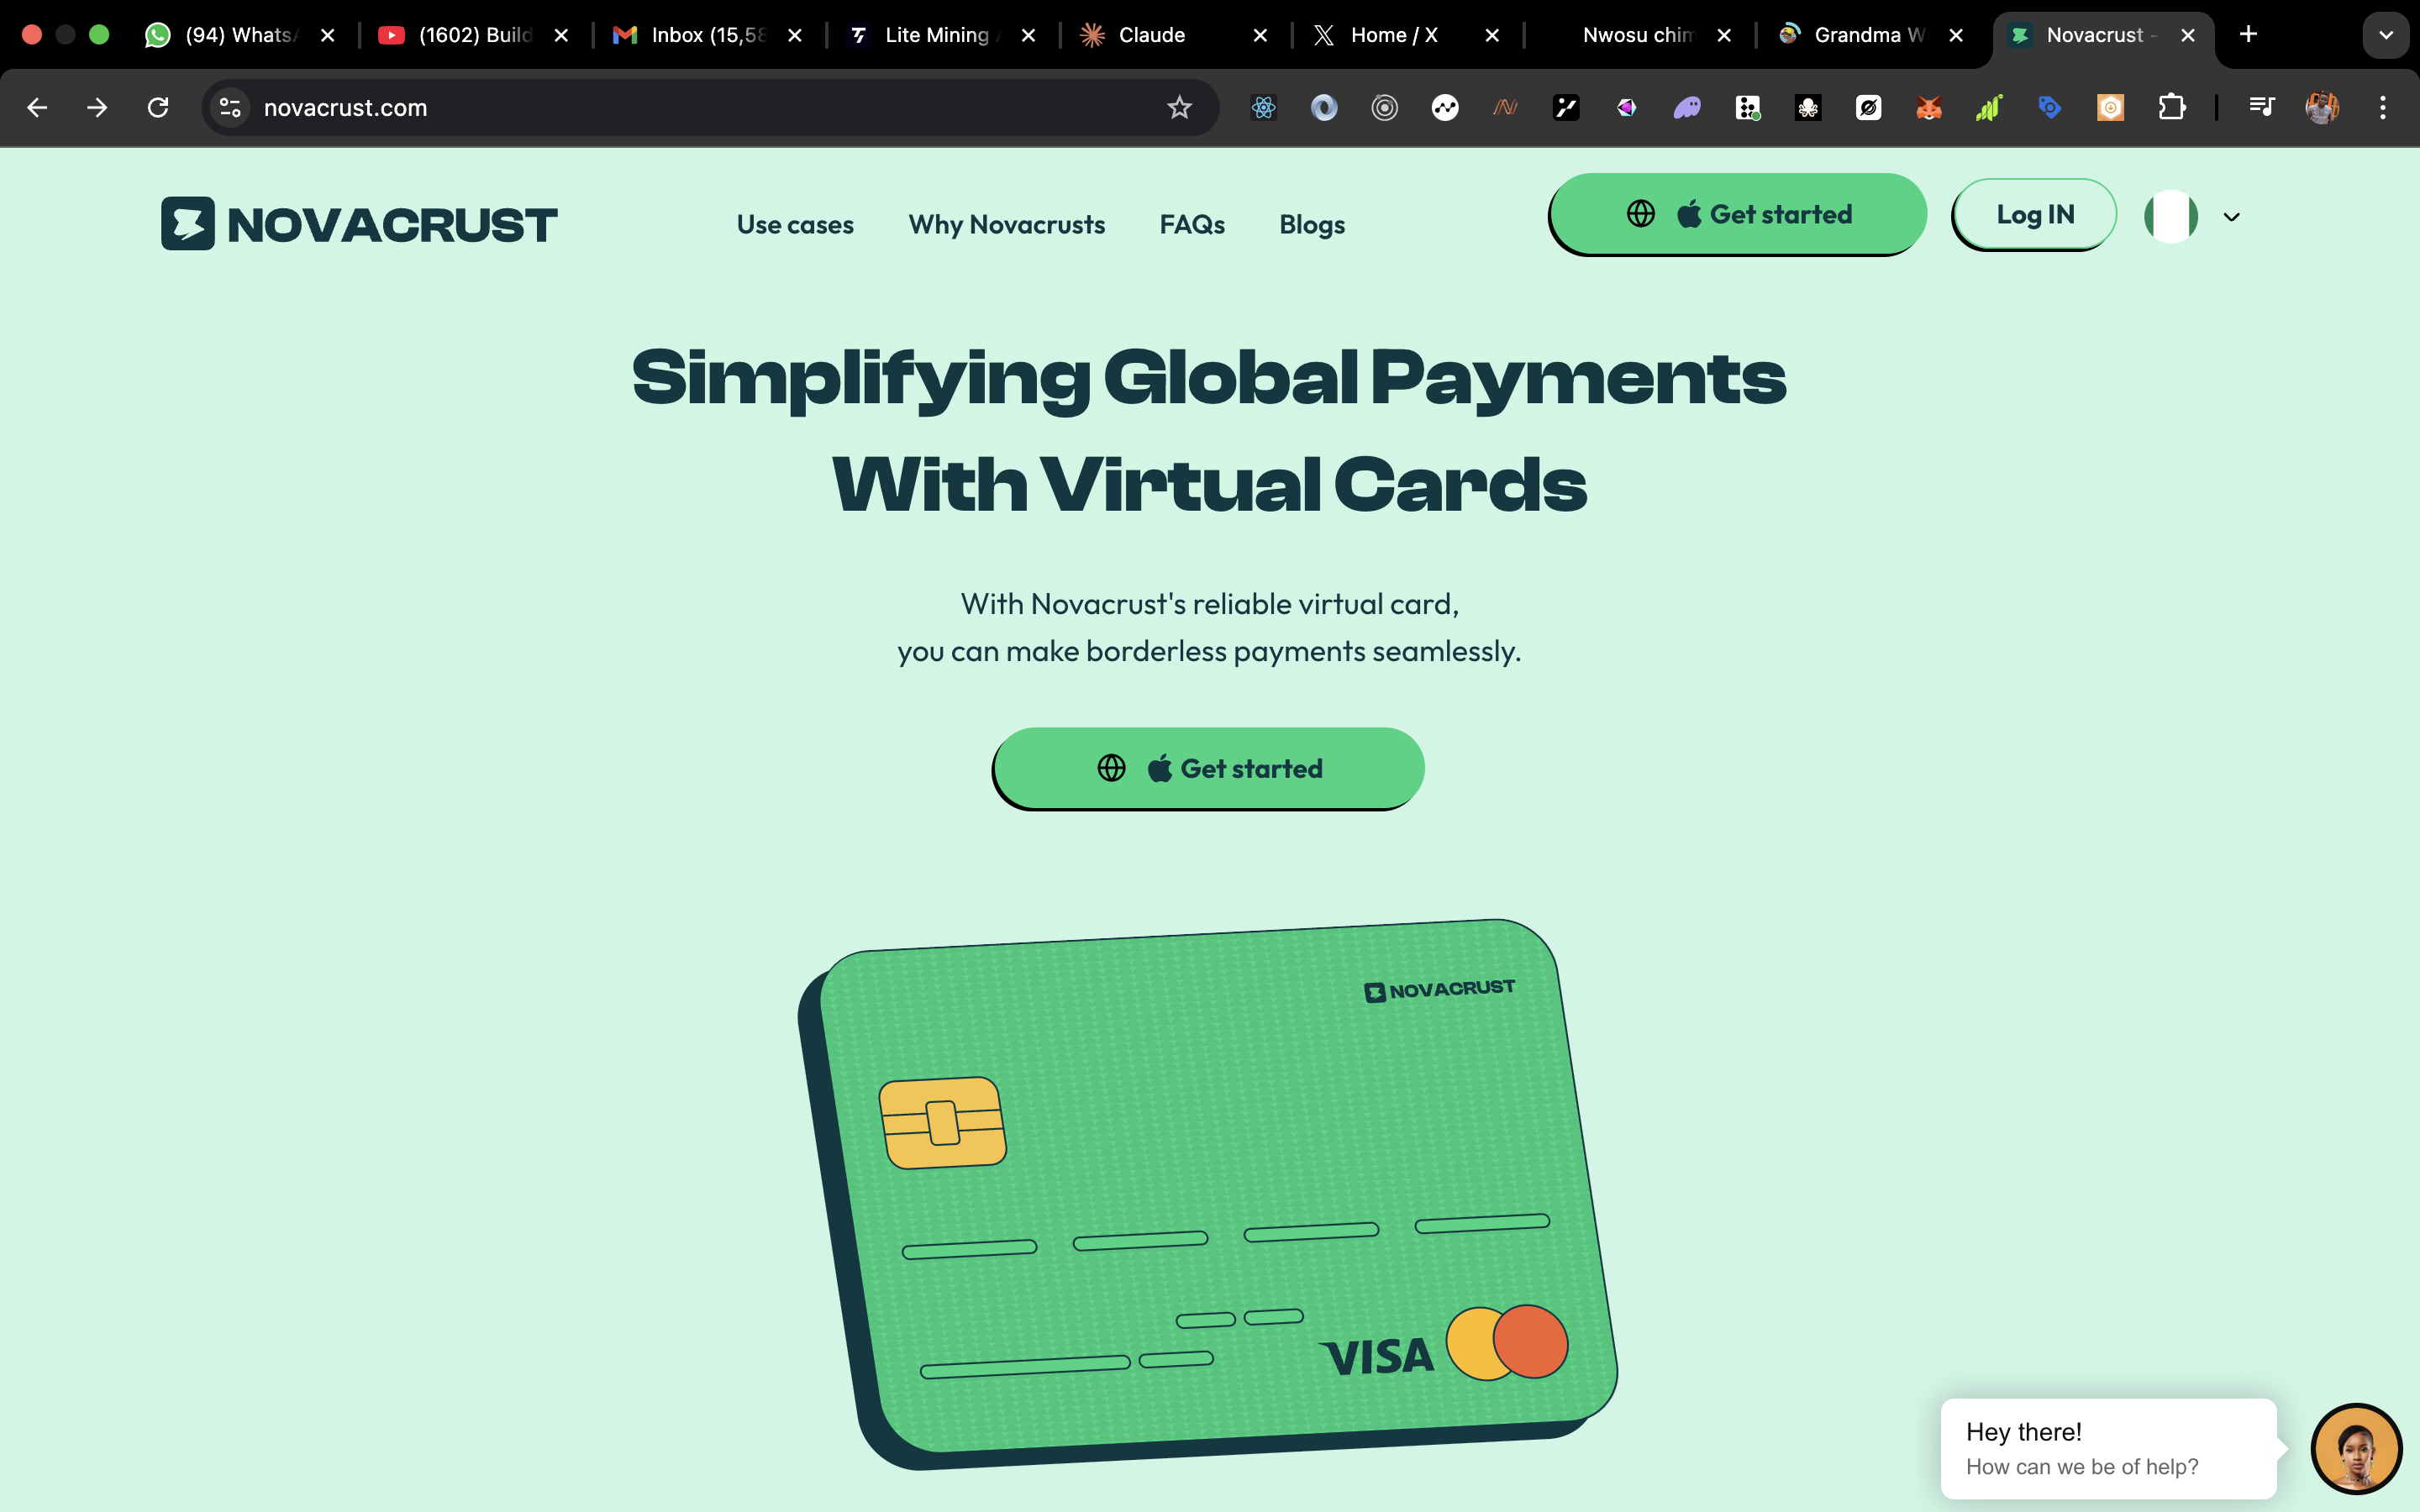 (94) Whats
(1602) Build
Inbox (15,58
Lite Mining
Claude
Home / X
Nwosu chim
Grandma W
Novacrust -
novacrust.com
NOVACRUST
Use cases
Why Novacrusts
FAQs
Blogs
Get started
Log IN
Simplifying Global Payments
With Virtual Cards
With Novacrust's reliable virtual card,
you can make borderless payments seamlessly.
Get started
NOVACRUST
VISA
Hey there!
How can we be of help?